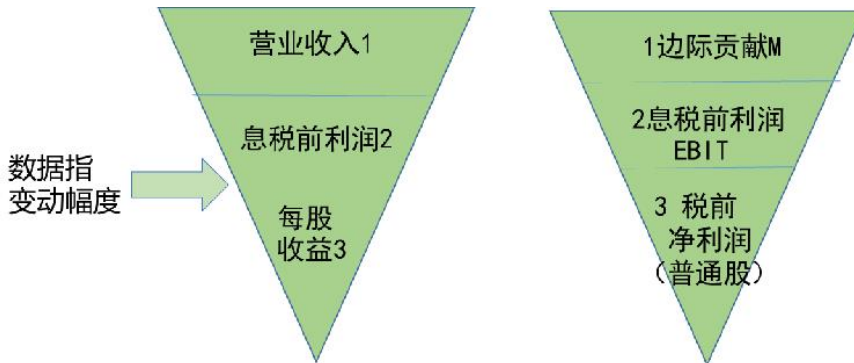 营业收入1
息税前利润2
数据指
变动幅度
每股
收益3
1边际贡献M
2息税前利润
EBIT
3 税前
净利润
(普通股)